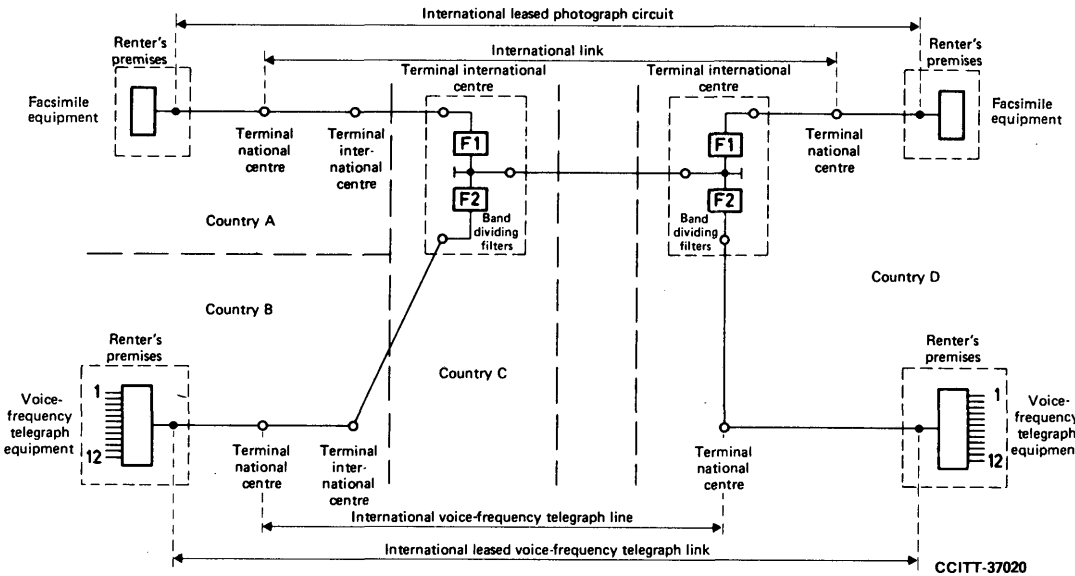 International leased photograph circuit
Renter's
premises
International link
Renter's
premises
Terminal international
centre
Terminal international
centre
Facsimile
equipment
F1
F1
Facsimile
equipment
Terminal
national
centre
Terminal
inter-
national
centre
Terminal
national
centre
F2
F2
Band
dividing
filters
Band
dividing
filters
Country A
Country D
Country B
Renter's
premises
Renter's
premises
Country C
Voice-
frequency
telegraph
equipment
1
12
1
12
Voice-
frequency
telegraph
equipment
Terminal
national
centre
Terminal
inter-
national
centre
Terminal
national
centre
International voice-frequency telegraph line
International leased voice-frequency telegraph link
CCITT-37020